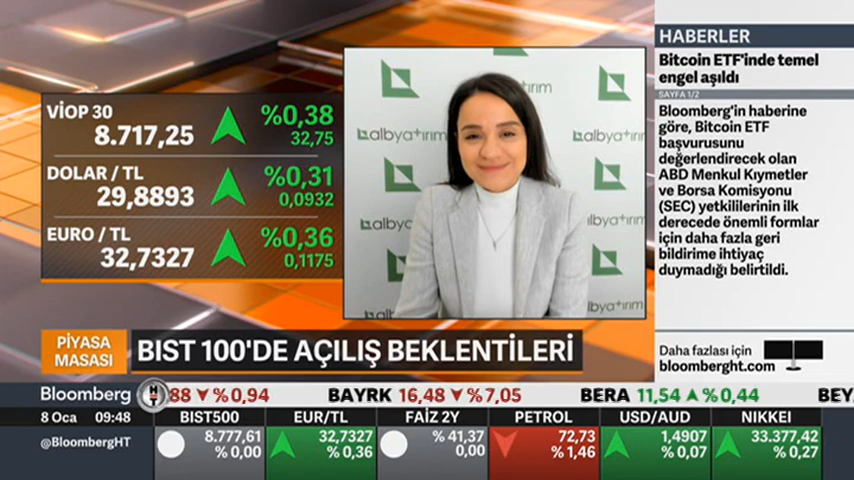 VİOP 30
8.717,25
%0,38
32,75
DOLAR / TL
29,8893
%0,31
0,0932
EURO / TL
32,7327
%0,36
0,1175
albyatırım
albyatırım
albyatırım
albyatırım
HABERLER
Bitcoin ETF'inde temel
engel aşıldı
SAYFA 1/2
Bloomberg'in haberine
göre, Bitcoin ETF
başvurusunu
değerlendirecek olan
ABD Menkul Kıymetler
ve Borsa Komisyonu
(SEC) yetkililerinin ilk
derecede önemli formlar
için daha fazla geri
bildirime ihtiyaç
duymadığı belirtildi.
Daha fazlası için
bloomberght.com
PİYASA
MASASI
BIST 100'DE AÇILIŞ BEKLENTİLERİ
Bloomberg HT
88 %0,94 BAYRK 16,48 %7,05 BERA 11,54 %0,44 BEY
8 Oca 09:48
@BloombergHT
BIST500
8.777,61
% 0,00
EUR/TL
32,7327
% 0,36
FAİZ 2Y
% 41,37
0,00
PETROL
72,73
% 1,46
USD/AUD
1,4907
% 0,07
NIKKEI
33.377,42
% 0,27